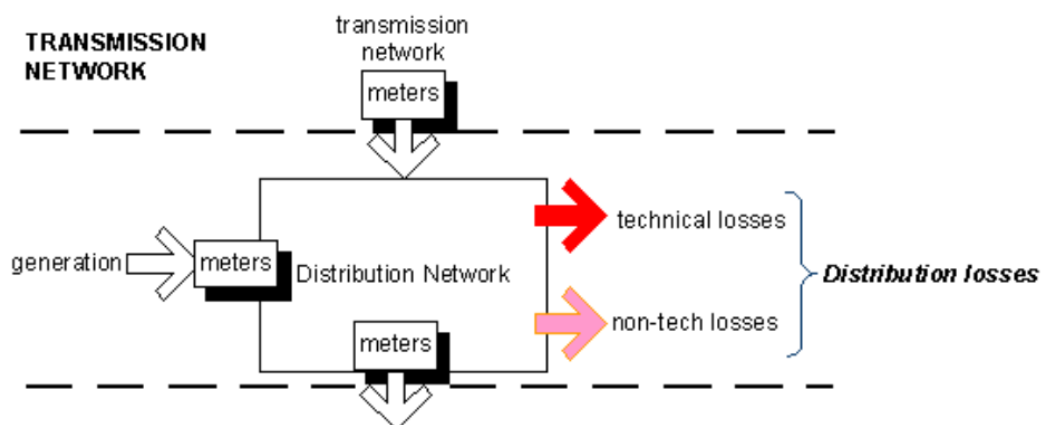 TRANSMISSION
NETWORK
transmission
network
meters
technical losses
generation
meters
Distribution Network
Distribution losses
non-tech losses
meters